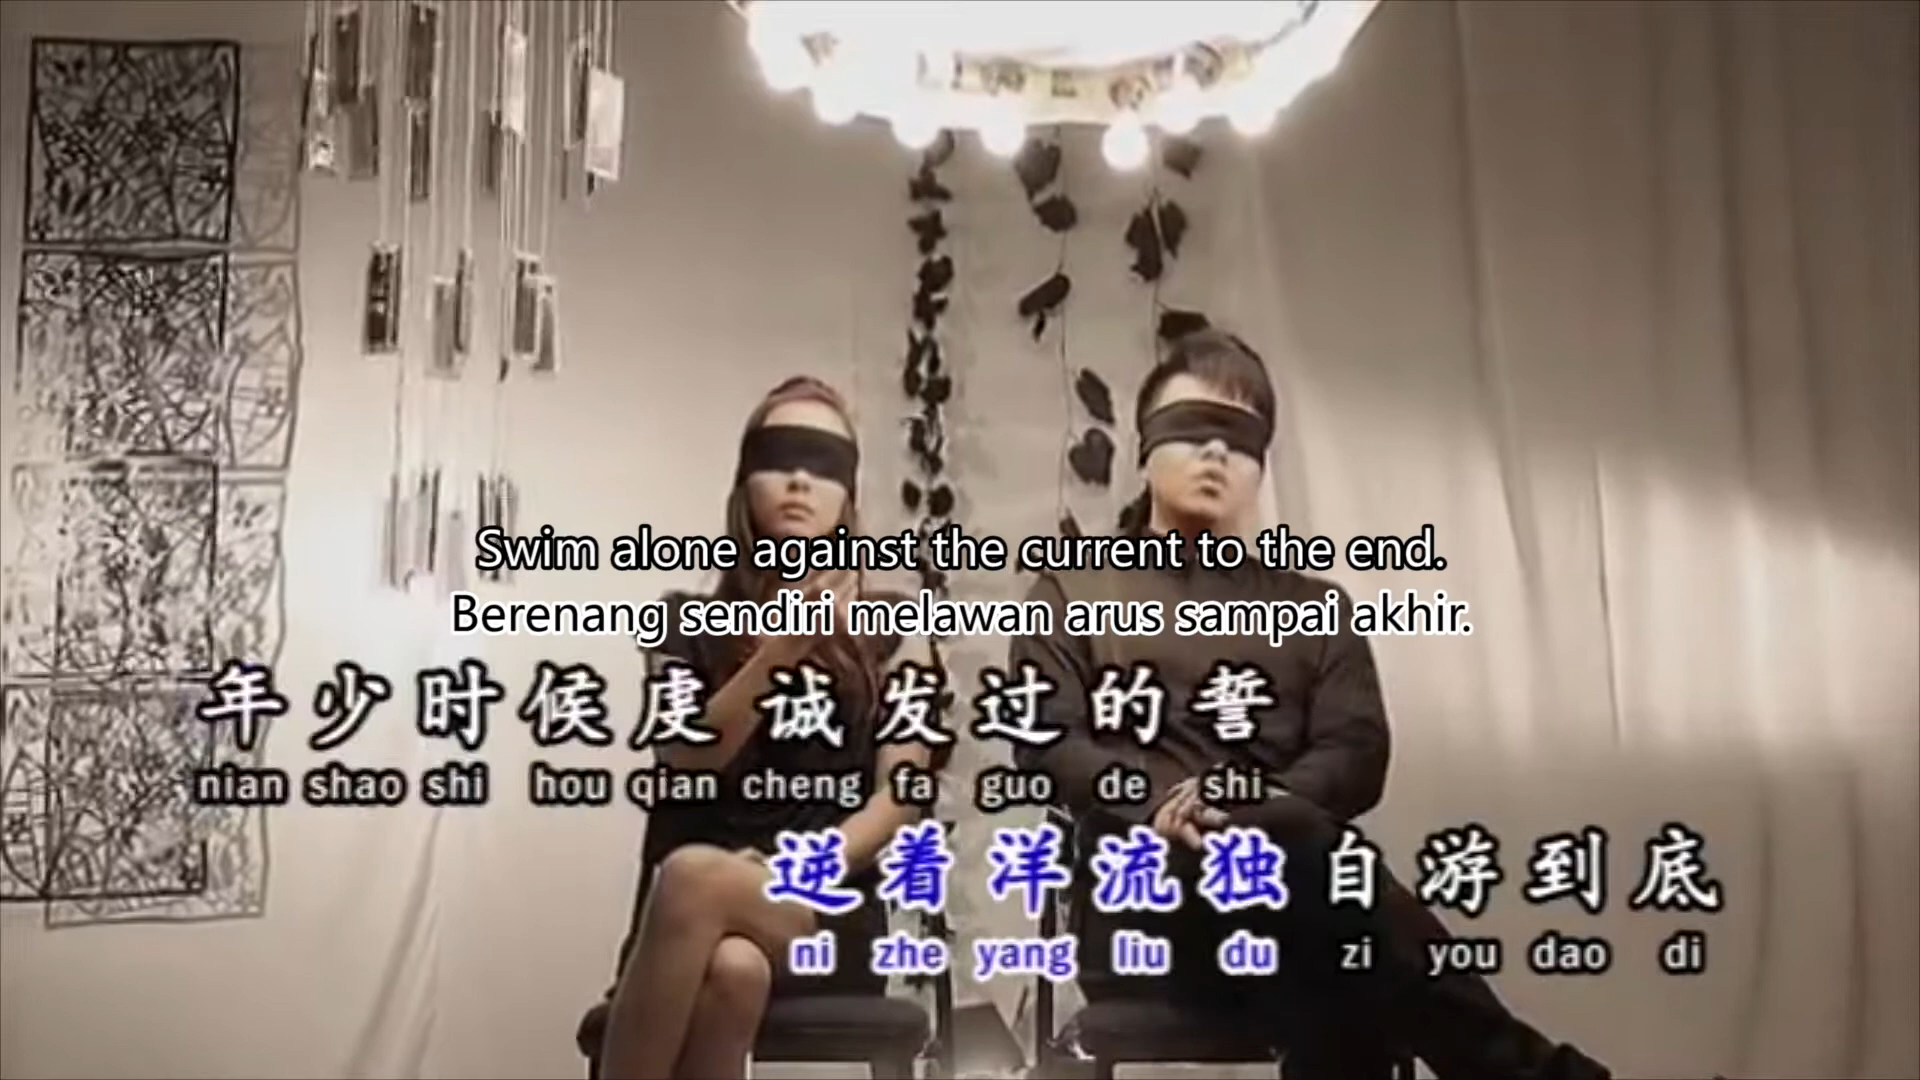 Swim alone against the current to the end.
Berenang sendiri melawan arus sampai akhir.
年少时候虔诚发过的誓
nian shao shi hou qian cheng fa guo de shi
逆着洋流独自游到底
ni zhe yang liu du zi you dao di